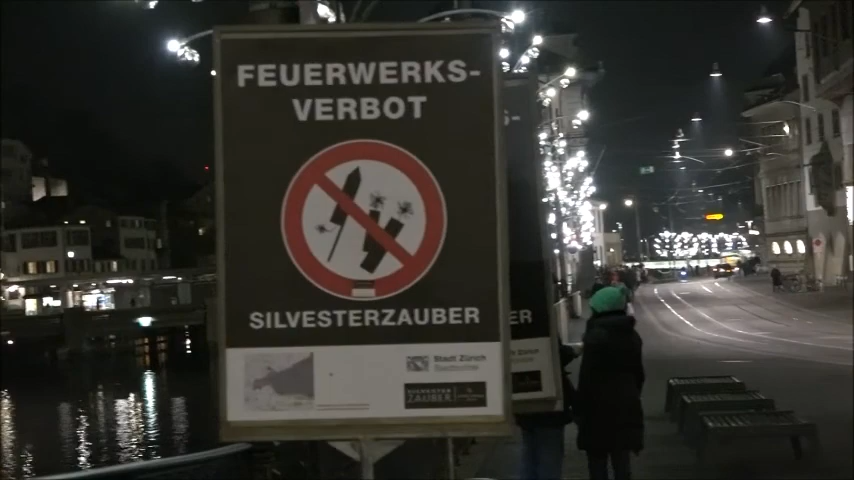 FEUERWERKS-
VERBOT
SILVESTERZAUBER
Stadt Zürich
SILVESTER
ZAUBER
S-
ER